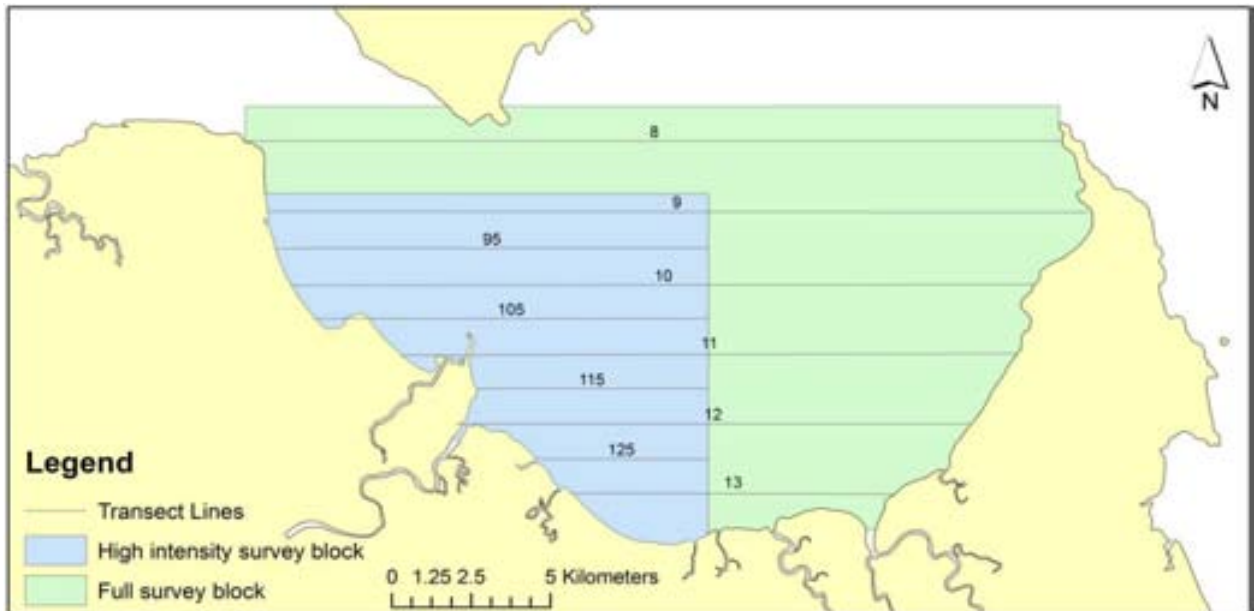 N
8
9
95
10
105
11
115
12
125
13
Legend
Transect Lines
High intensity survey block
Full survey block
0 1.25 2.5 5 Kilometers